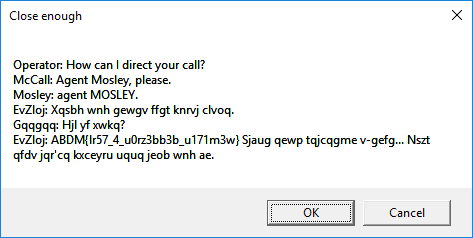 Close enough
Operator: How can I direct your call?
McCall: Agent Mosley, please.
Mosley: agent MOSLEY.
EvZloj: Xqsbh wnh gewgv ffgt knrvj clvoq.
Gqqgqq: Hjl yf xwkq?
EvZloj: ABDM{lr57_4_u0rz3bb3b_u171m3w} Sjaug qewp tqjcqgme v-gefg... Nszt
qfdv jqr'cq kxceyru uquq jeob wnh ae.
OK
Cancel